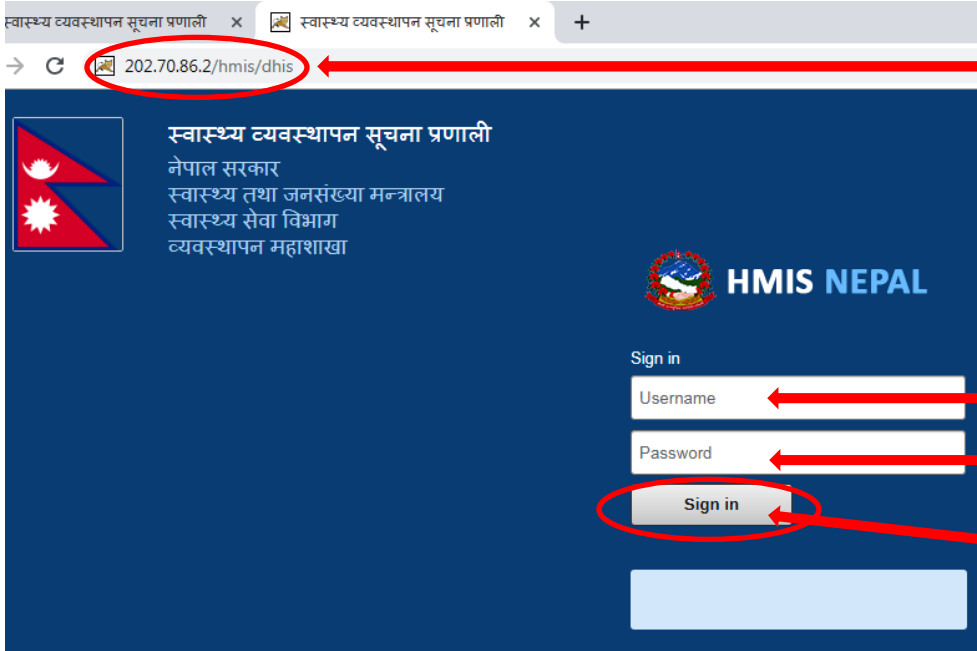 स्वास्थ्य व्यवस्थापन सूचना प्रणाली x स्वास्थ्य व्यवस्थापन सूचना प्रणाली x +
202.70.86.2/hmis/dhis
स्वास्थ्य व्यवस्थापन सूचना प्रणाली
नेपाल सरकार
स्वास्थ्य तथा जनसंख्या मन्त्रालय
स्वास्थ्य सेवा विभाग
व्यवस्थापन महाशाखा
HMIS NEPAL
Sign in
Username
Password
Sign in